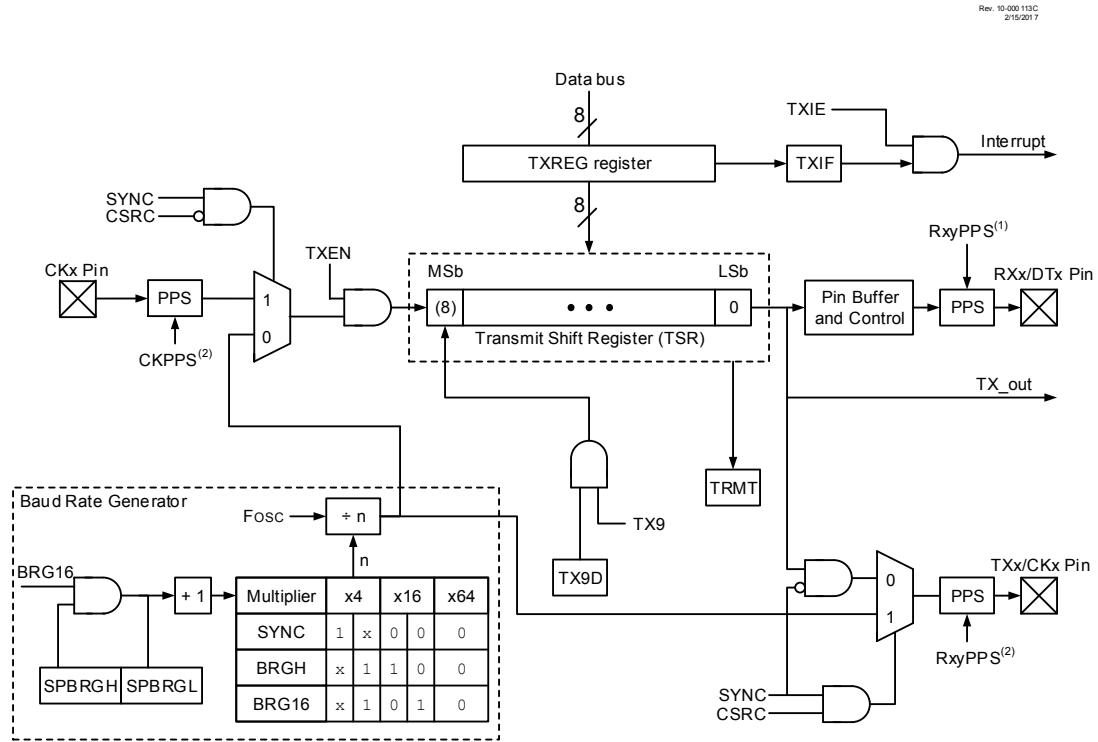 Rev. 10-000 113C
2/15/201 7
Data bus
8
TXIE
Interrupt
TXREG register
TXIF
SYNC
CSRC
8
RxyPPS(1)
TXEN
CKx Pin
MSb
LSb
RXx/DTx Pin
PPS
1
(8)
• • •
0
Pin Buffer
and Control
PPS
0
Transmit Shift Register (TSR)
CKPPS(2)
TX_out
TRMT
Baud Rate Generator
FOSC
÷ n
TX9
n
TX9D
BRG16
TXx/CKx Pin
+ 1
Multiplier x4 x16 x64
0
PPS
SYNC 1 x 0 0 0
1
BRGH x 1 1 0 0
RxyPPS(2)
SPBRGH SPBRGL
BRG16 x 1 0 1 0
SYNC
CSRC